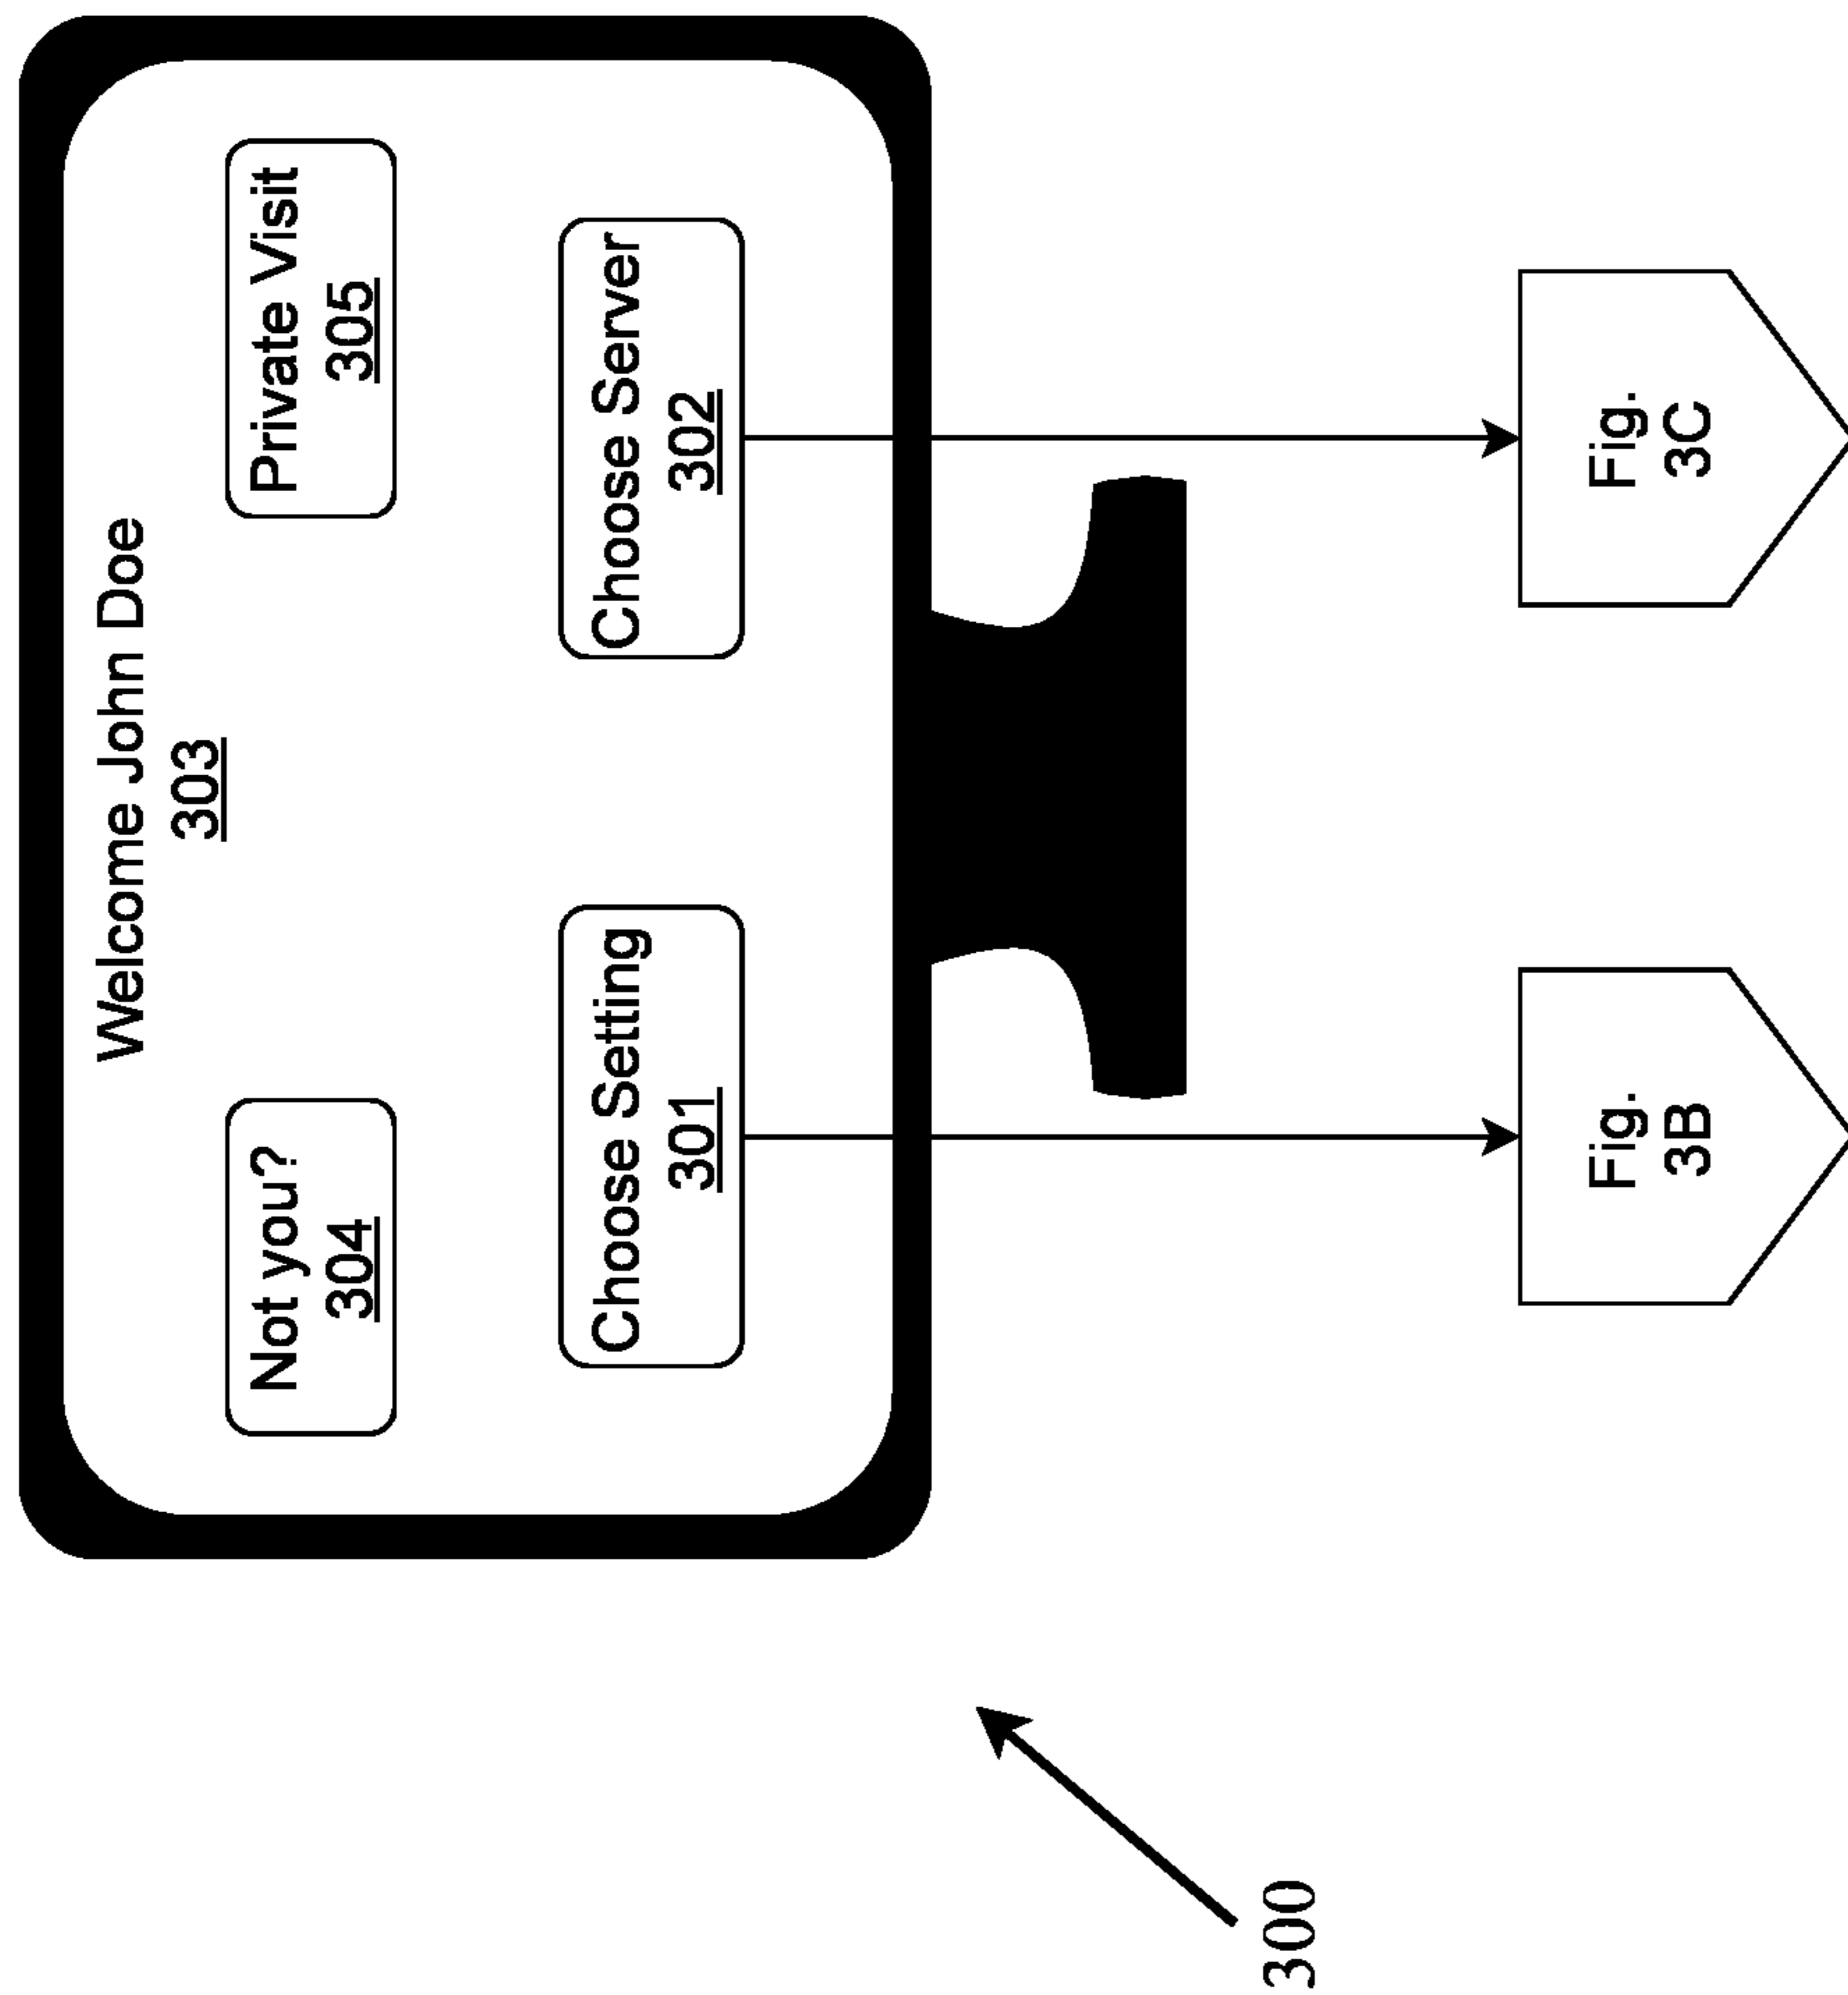 Welcome John Doe
303
Not you?
304
Private Visit
305
Choose Setting
301
Choose Server
302
300
Fig.
3B
Fig.
3C